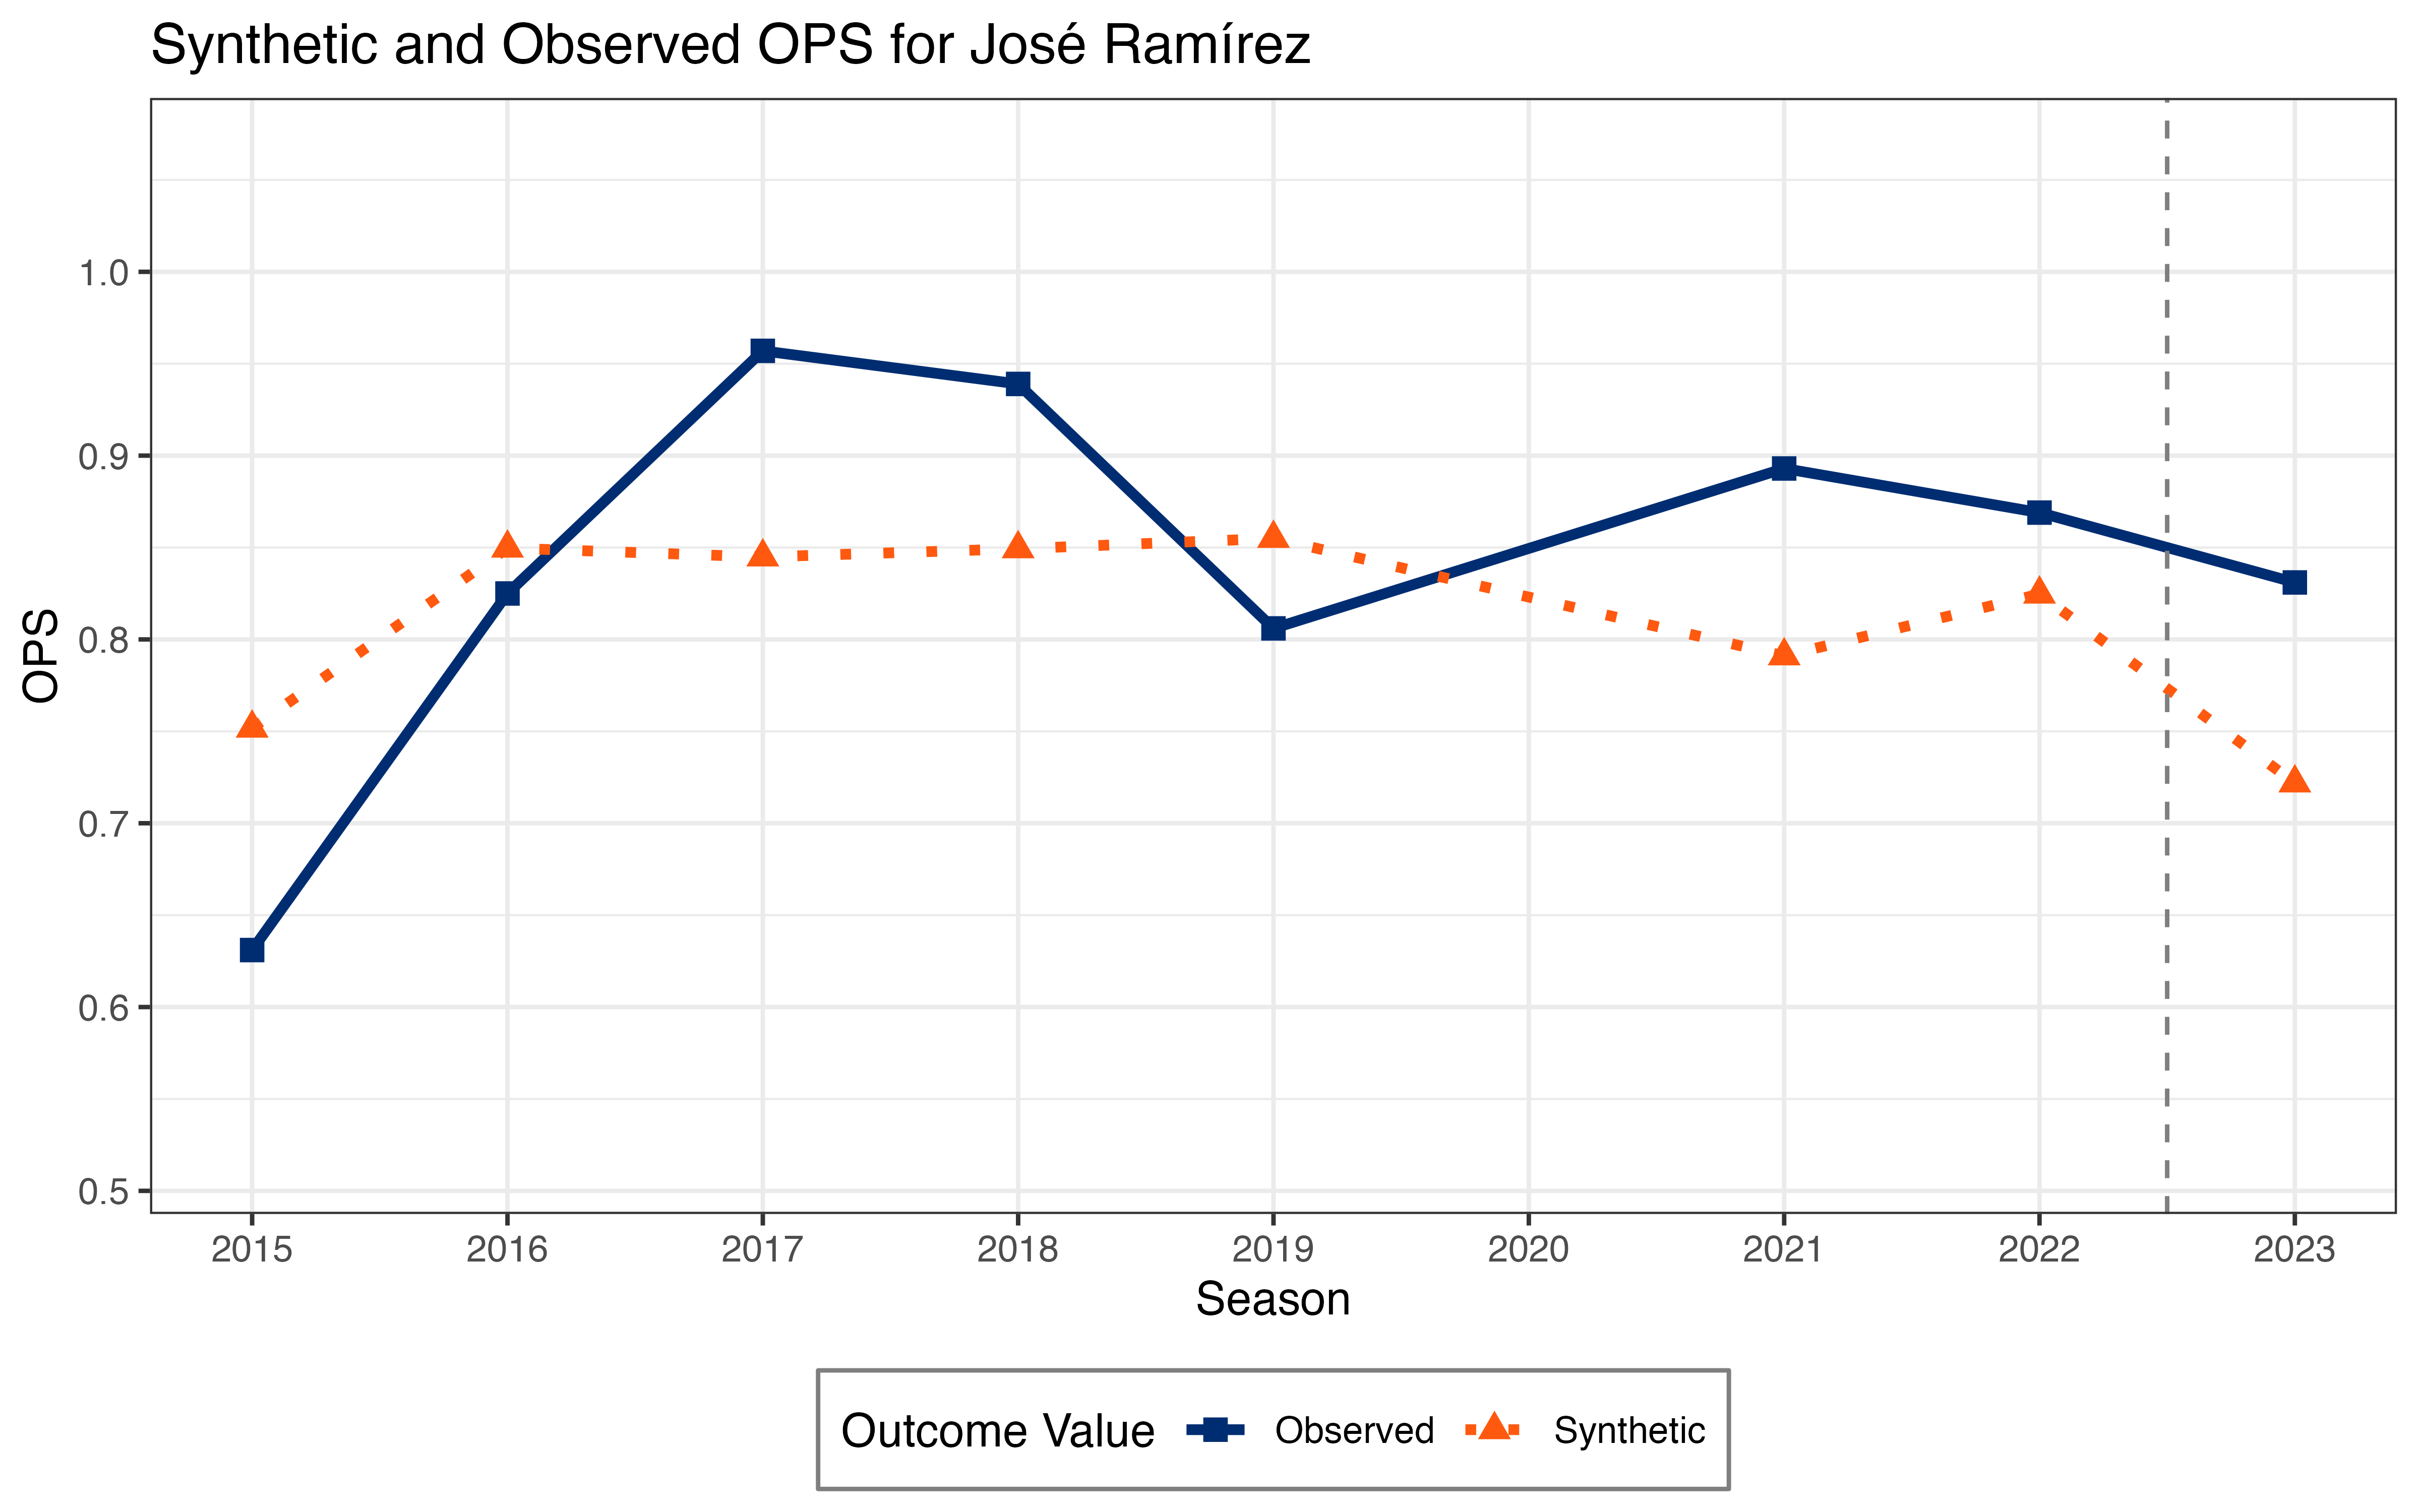 Synthetic and Observed OPS for José Ramírez
1.0
0.9
0.8
0.7
0.6
0.5
OPS
2015 2016 2017 2018 2019 2020 2021 2022 2023
Season
Outcome Value Observed Synthetic